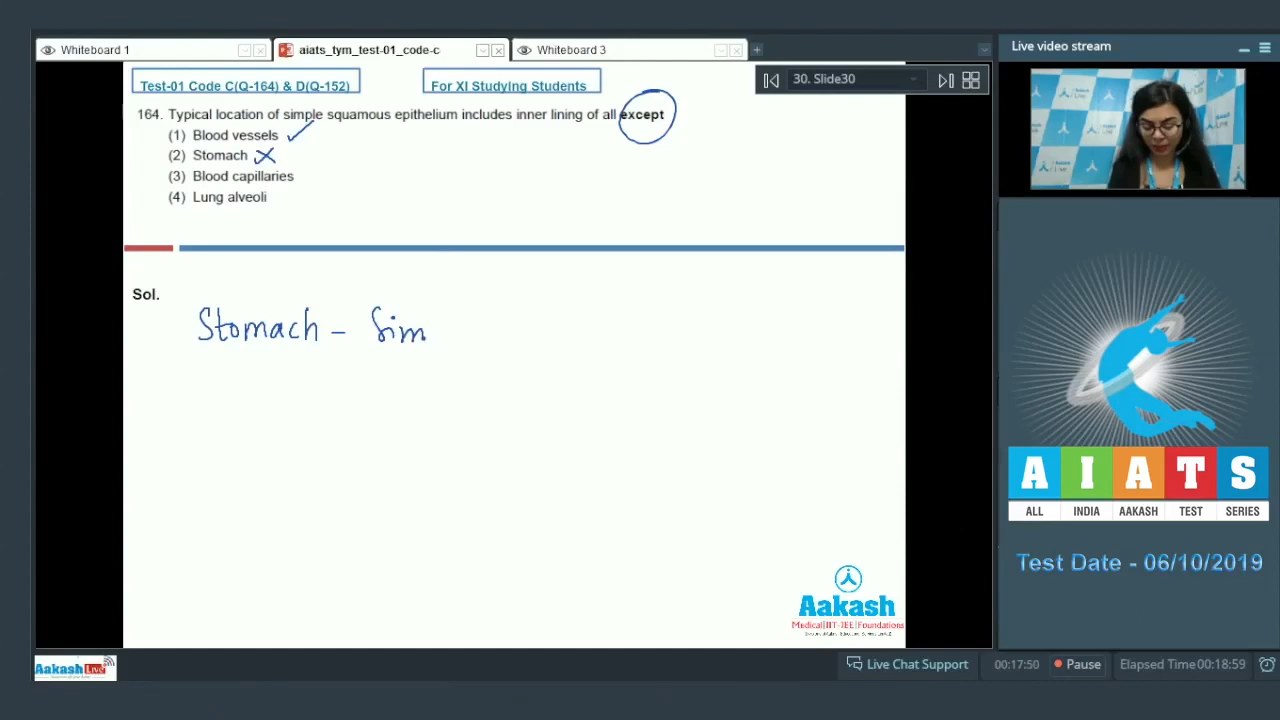 Whiteboard 1
aiats_tym_test-01_code-c
Whiteboard 3
Live video stream
Test-01 Code C(Q-164) & D(Q-152)
For XI Studying Students
30. Slide30
164. Typical location of simple squamous epithelium includes inner lining of all except
(1) Blood vessels
(2) Stomach
(3) Blood capillaries
(4) Lung alveoli
Sol.
Stomach - Sim
A I A T S
ALL INDIA AAKASH TEST SERIES
Test Date - 06/10/2019
Aakash
Medical|IIT-JEE|Foundations
Aakash Live
Live Chat Support
00:17:50
Pause
Elapsed Time 00:18:59